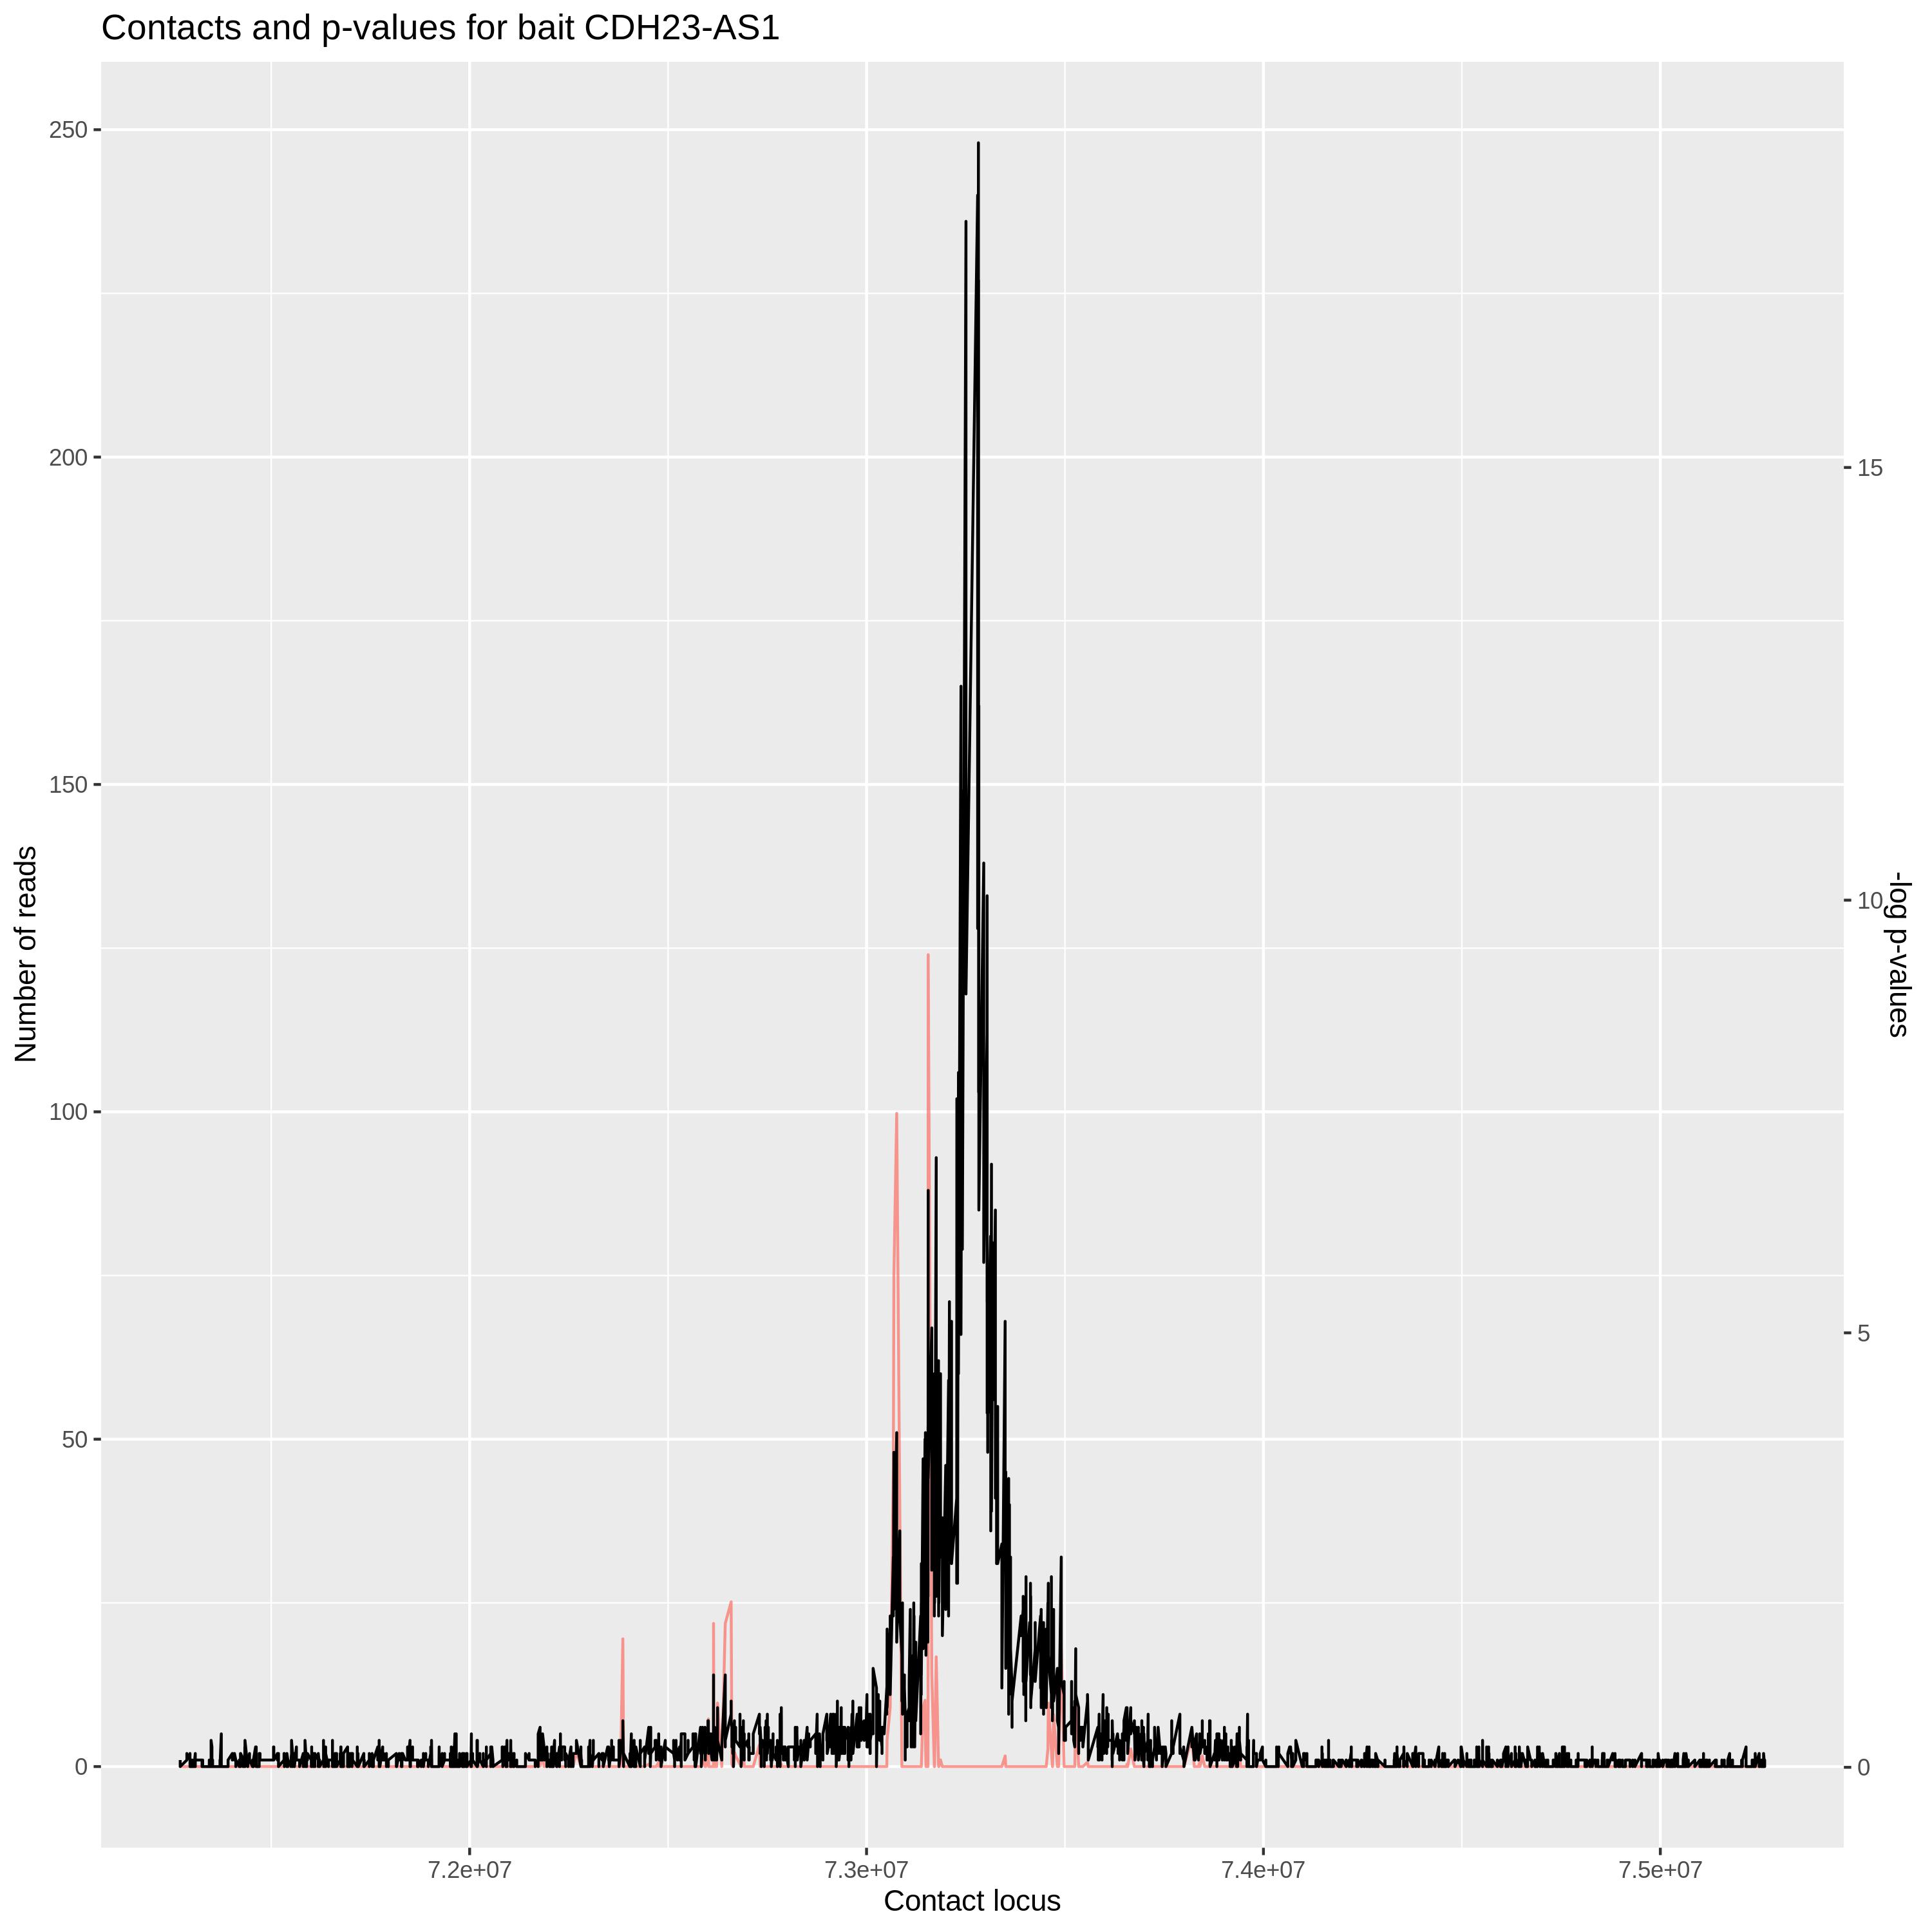 Contacts and p-values for bait CDH23-AS1
250
200
150
100
50
0
Number of reads
15
10
5
0
-log p-values
7.2e+07
7.3e+07
7.4e+07
7.5e+07
Contact locus